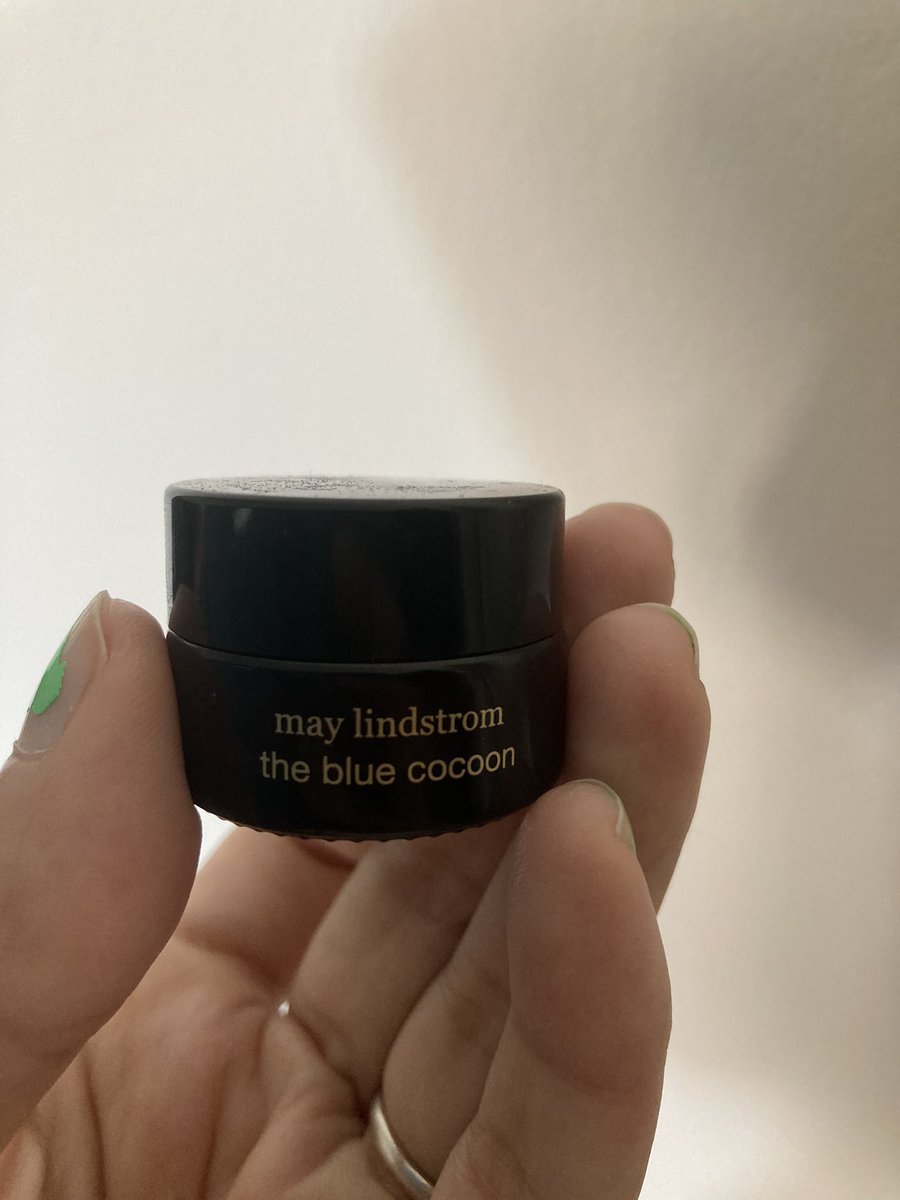 may lindstrom
the blue cocoon